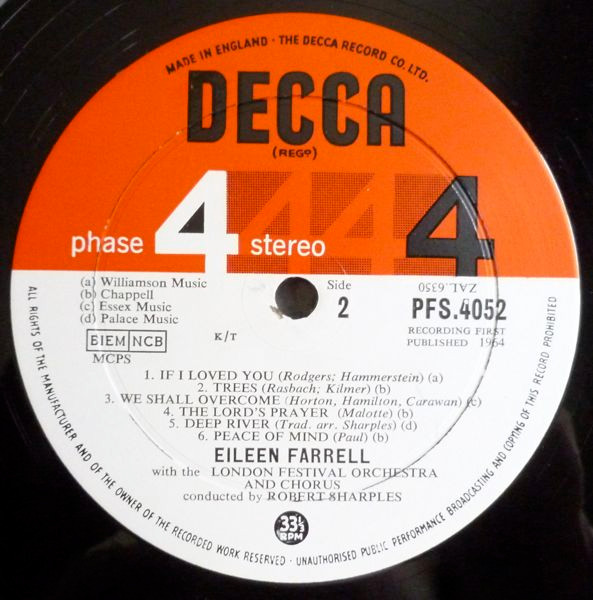 MADE IN ENGLAND · THE DECCA RECORD CO. LTD.
DECCA
(REGD)
phase 4 stereo 4 4 4
(a) Williamson Music
(b) Chappell
(c) Essex Music
(d) Palace Music
BIEM NCB
MCPS
K/T
Side
2
ZAL.6350
PFS.4052
RECORDING FIRST
PUBLISHED 1964
1. IF I LOVED YOU (Rodgers; Hammerstein) (a)
2. TREES (Rasbach; Kilmer) (b)
3. WE SHALL OVERCOME (Horton, Hamilton, Carawan) (c)
4. THE LORD'S PRAYER (Malotte) (b)
5. DEEP RIVER (Trad. arr. Sharples) (d)
6. PEACE OF MIND (Paul) (b)
EILEEN FARRELL
with the LONDON FESTIVAL ORCHESTRA
AND CHORUS
conducted by ROBERT SHARPLES
33 1/3
RPM
ALL RIGHTS OF THE MANUFACTURER AND OF THE OWNER OF THE RECORDED WORK RESERVED · UNAUTHORISED PUBLIC PERFORMANCE BROADCASTING AND COPYING OF THIS RECORD PROHIBITED